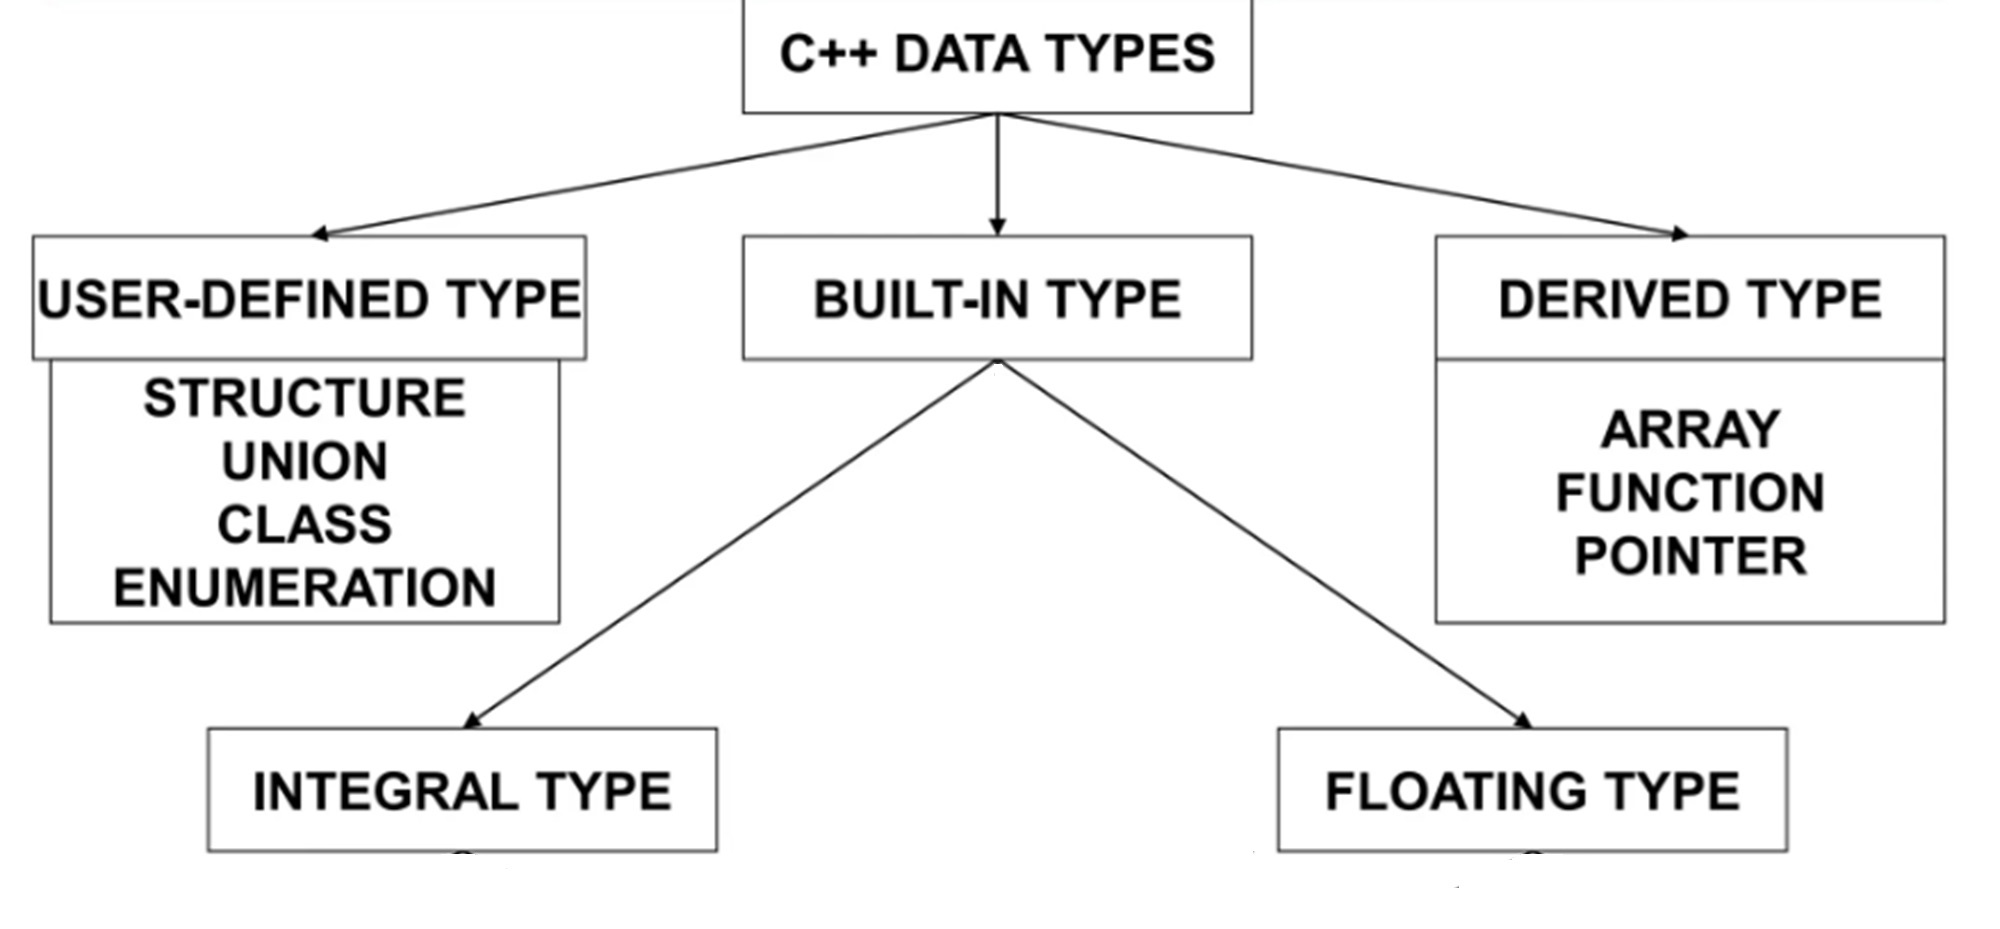 C++ DATA TYPES
USER-DEFINED TYPE
BUILT-IN TYPE
DERIVED TYPE
STRUCTURE
UNION
CLASS
ENUMERATION
ARRAY
FUNCTION
POINTER
INTEGRAL TYPE
FLOATING TYPE